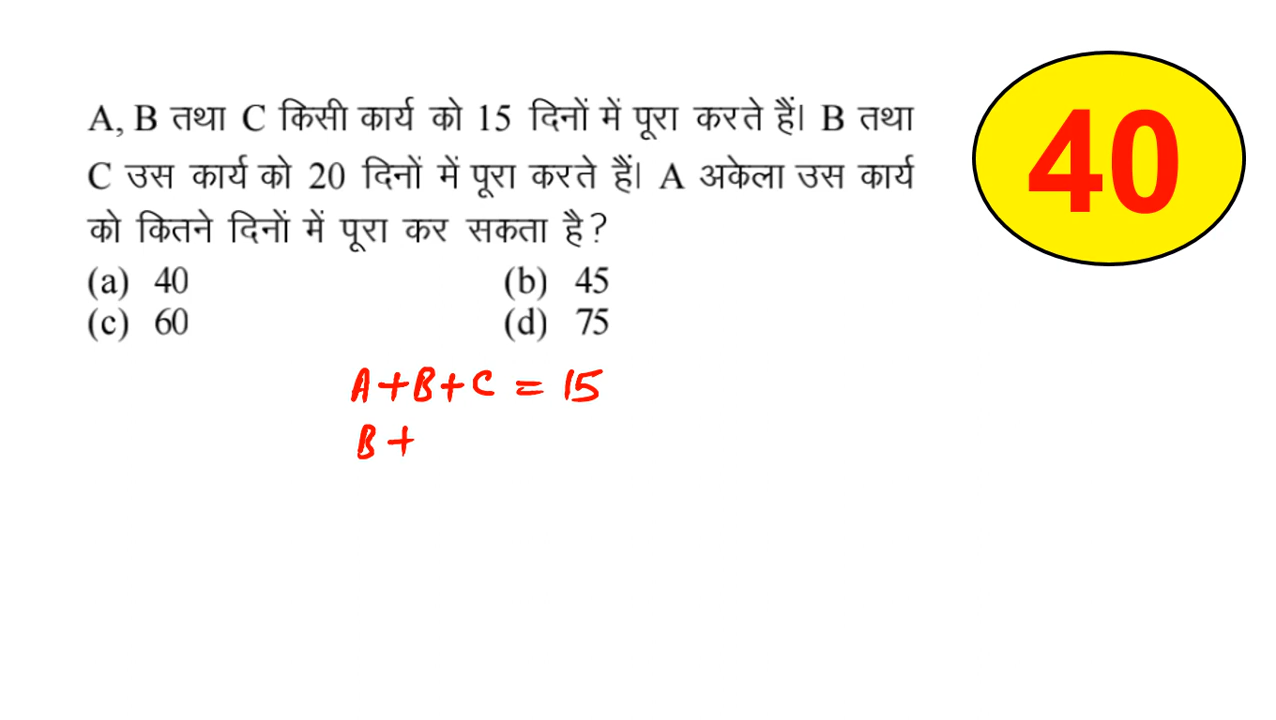 A, B तथा C किसी कार्य को 15 दिनों में पूरा करते हैं। B तथा
C उस कार्य को 20 दिनों में पूरा करते हैं। A अकेला उस कार्य
को कितने दिनों में पूरा कर सकता है?
(a) 40 (b) 45
(c) 60 (d) 75
A+B+C = 15
B +
40